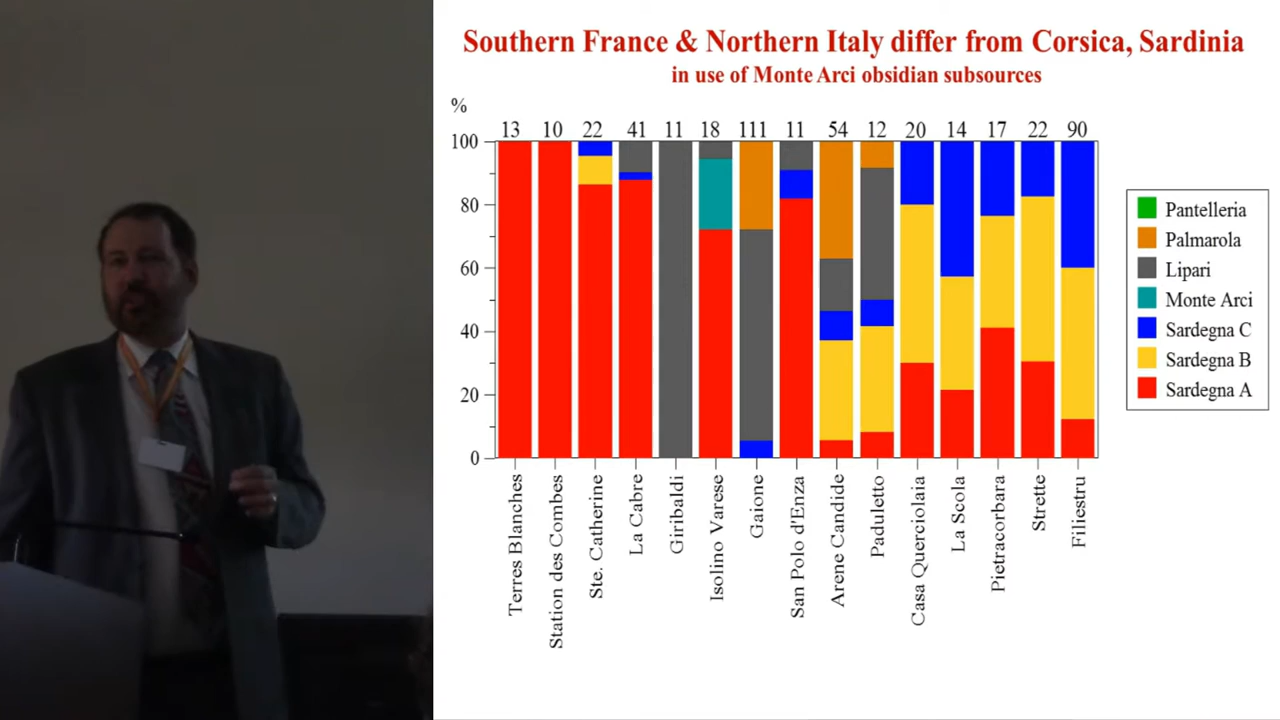 Southern France & Northern Italy differ from Corsica, Sardinia
in use of Monte Arci obsidian subsources
%
13 10 22 41 11 18 111 11 54 12 20 14 17 22 90
100
80
60
40
20
0
Pantelleria
Palmarola
Lipari
Monte Arci
Sardegna C
Sardegna B
Sardegna A
Terres Blanches
Station des Combes
Ste. Catherine
La Cabre
Giribaldi
Isolino Varese
Gaione
San Polo d'Enza
Arene Candide
Paduletto
Casa Querciolaia
La Scola
Pietracorbara
Strette
Filiestru